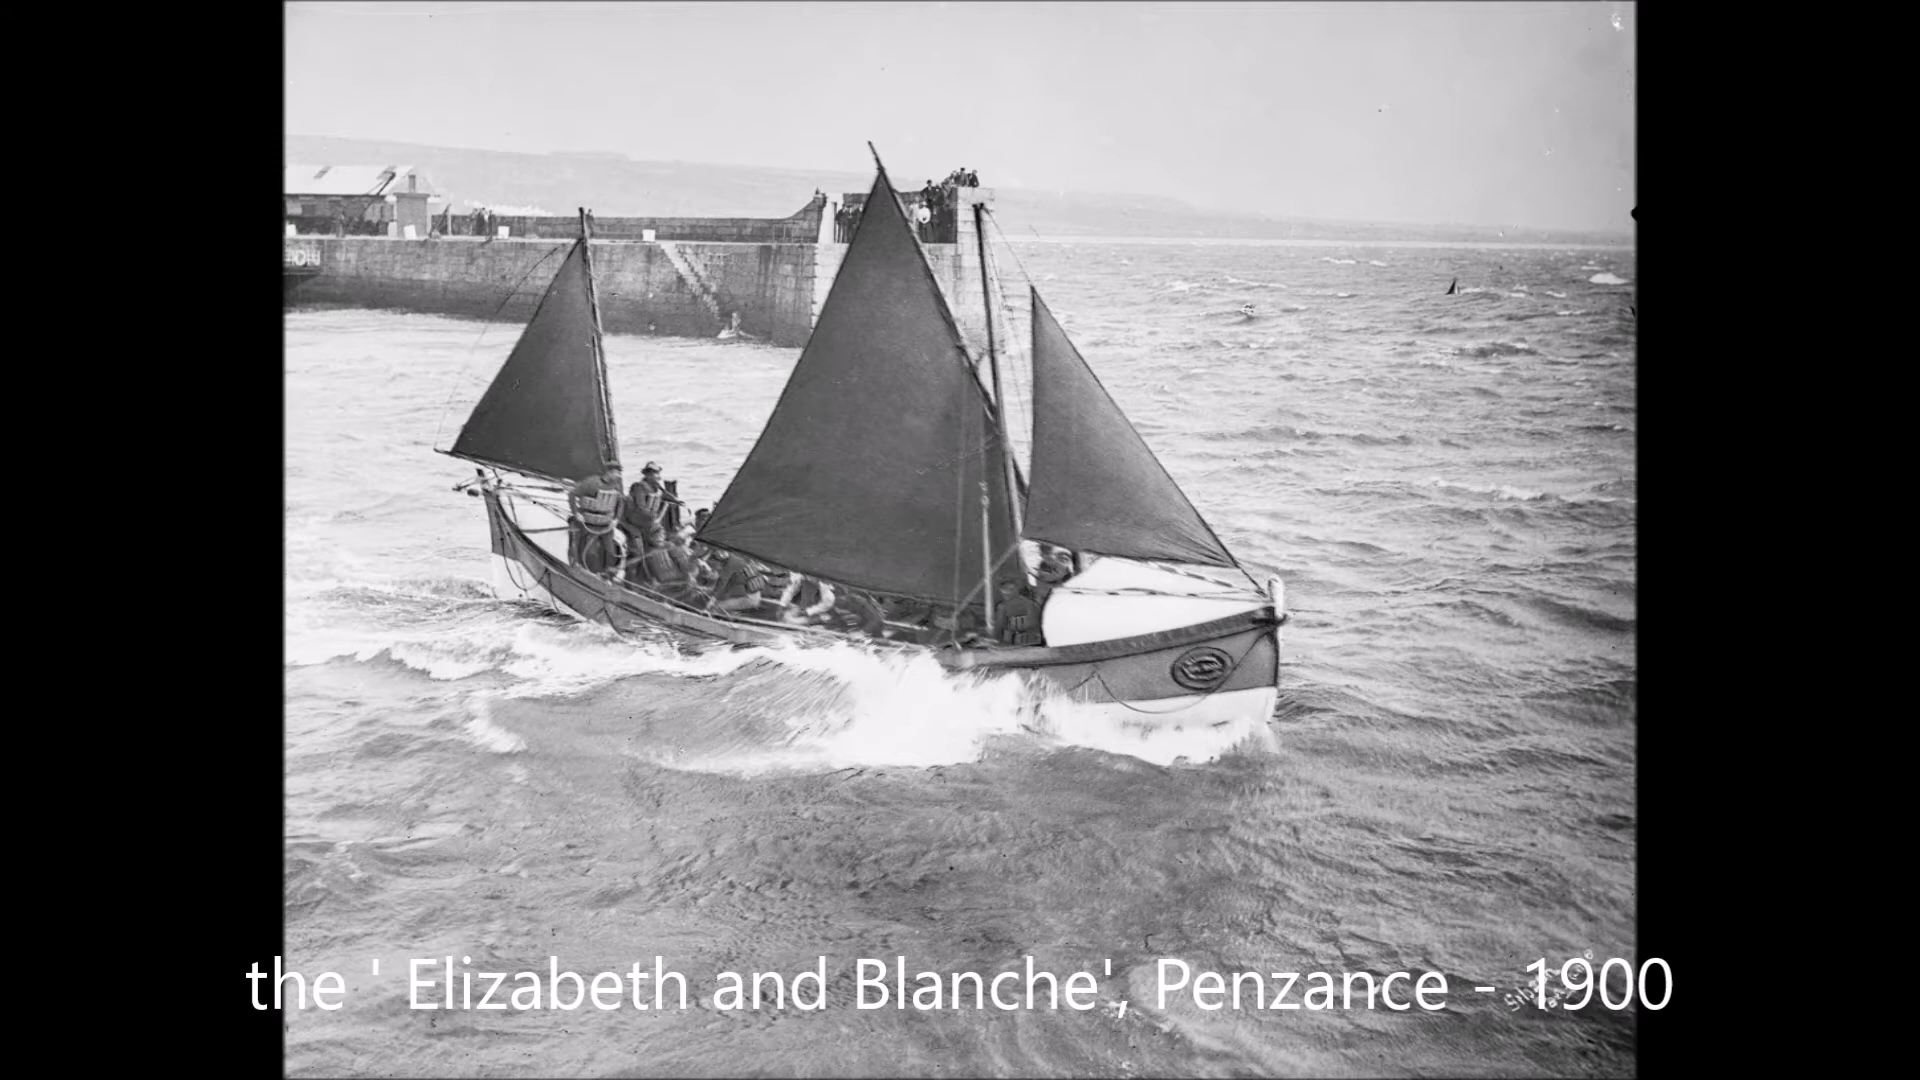 the ' Elizabeth and Blanche', Penzance - 1900